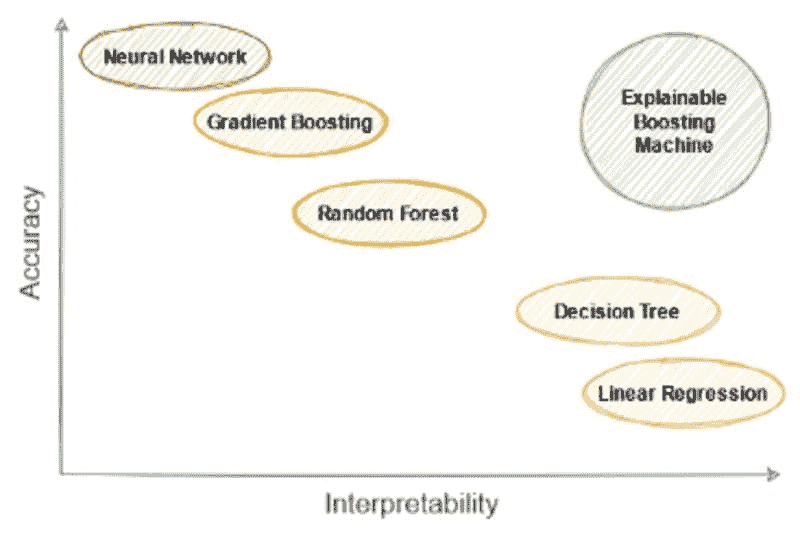 Neural Network
Gradient Boosting
Explainable
Boosting
Machine
Random Forest
Decision Tree
Linear Regression
Accuracy
Interpretability